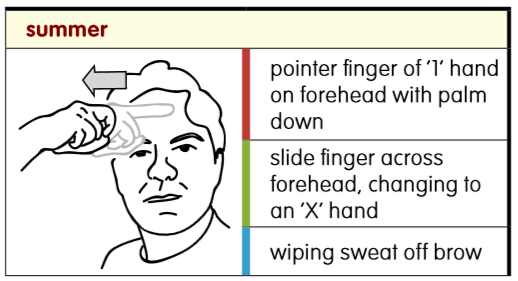 summer
pointer finger of '1' hand
on forehead with palm
down
slide finger across
forehead, changing to
an 'X' hand
wiping sweat off brow